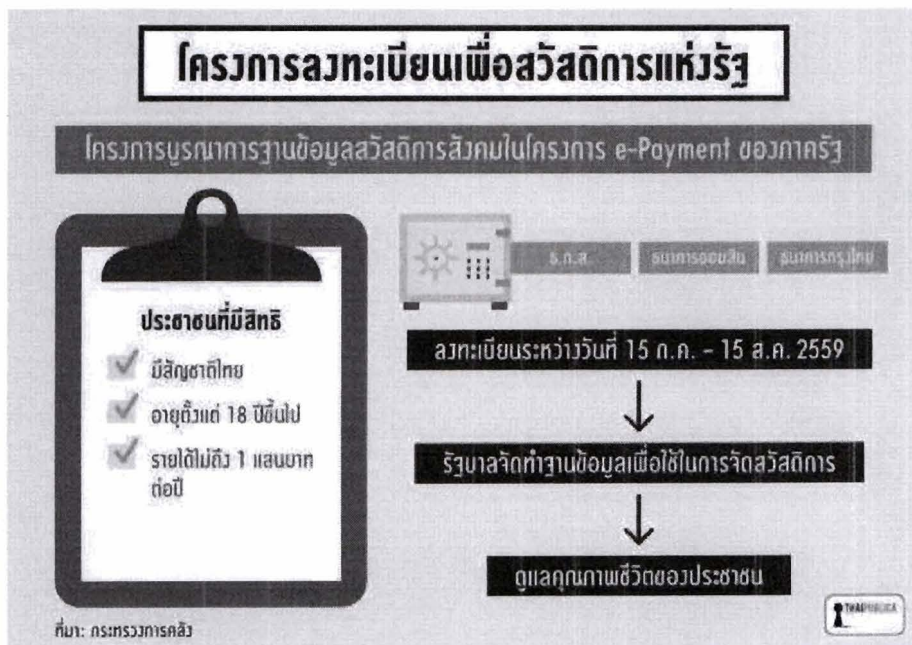 โครงการลงทะเบียนเพื่อสวัสดิการแห่งรัฐ
โครงการบูรณาการฐานข้อมูลสวัสดิการสังคมในโครงการ e-Payment ของภาครัฐ
ประชาชนที่มีสิทธิ
มีสัญชาติไทย
อายุตั้งแต่ 18 ปีขึ้นไป
รายได้ไม่ถึง 1 แสนบาท
ต่อปี
ธ.ก.ส. ธนาคารออมสิน ธนาคารกรุงไทย
ลงทะเบียนระหว่างวันที่ 15 ก.ค. – 15 ส.ค. 2559
รัฐบาลจัดทำฐานข้อมูลเพื่อใช้ในการจัดสวัสดิการ
ดูแลคุณภาพชีวิตของประชาชน
ที่มา: กระทรวงการคลัง
THAIPUBLICA